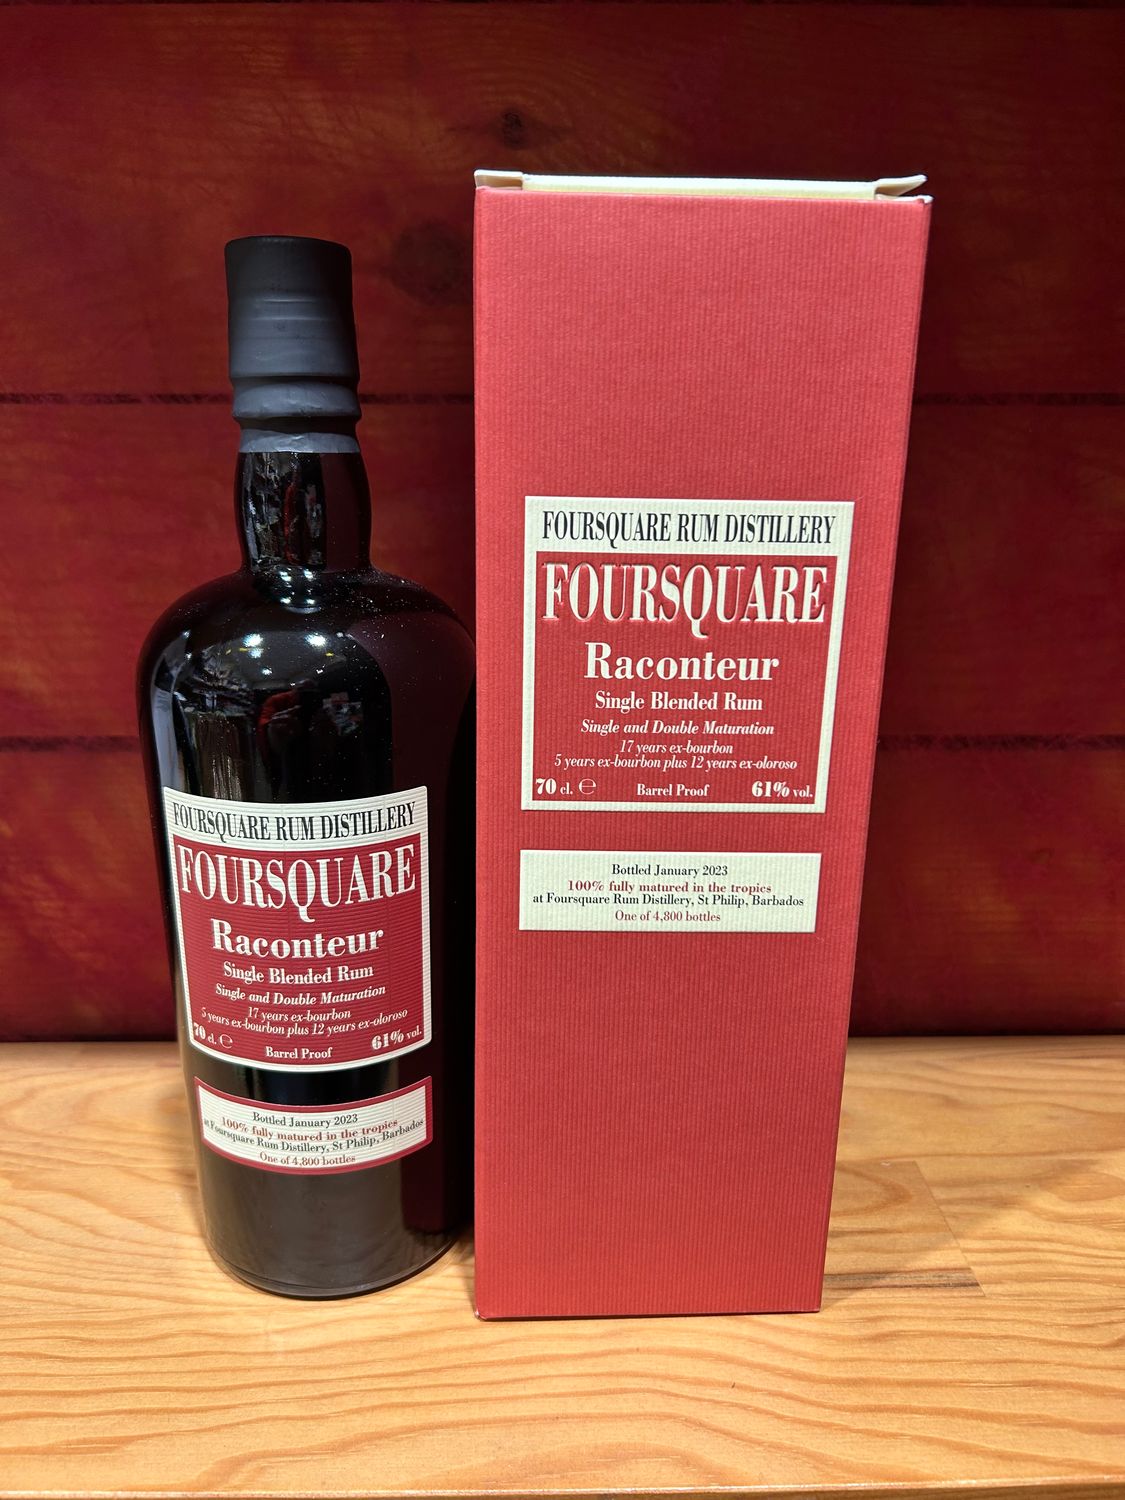 FOURSQUARE RUM DISTILLERY
FOURSQUARE
Raconteur
Single Blended Rum
Single and Double Maturation
17 years ex-bourbon
5 years ex-bourbon plus 12 years ex-oloroso
70 cl. ℮ Barrel Proof 61% vol.
Bottled January 2023
100% fully matured in the tropics
at Foursquare Rum Distillery, St Philip, Barbados
One of 4,800 bottles
FOURSQUARE RUM DISTILLERY
FOURSQUARE
Raconteur
Single Blended Rum
Single and Double Maturation
17 years ex-bourbon
5 years ex-bourbon plus 12 years ex-oloroso
70 cl. ℮ Barrel Proof 61% vol.
Bottled January 2023
100% fully matured in the tropics
at Foursquare Rum Distillery, St Philip, Barbados
One of 4,800 bottles